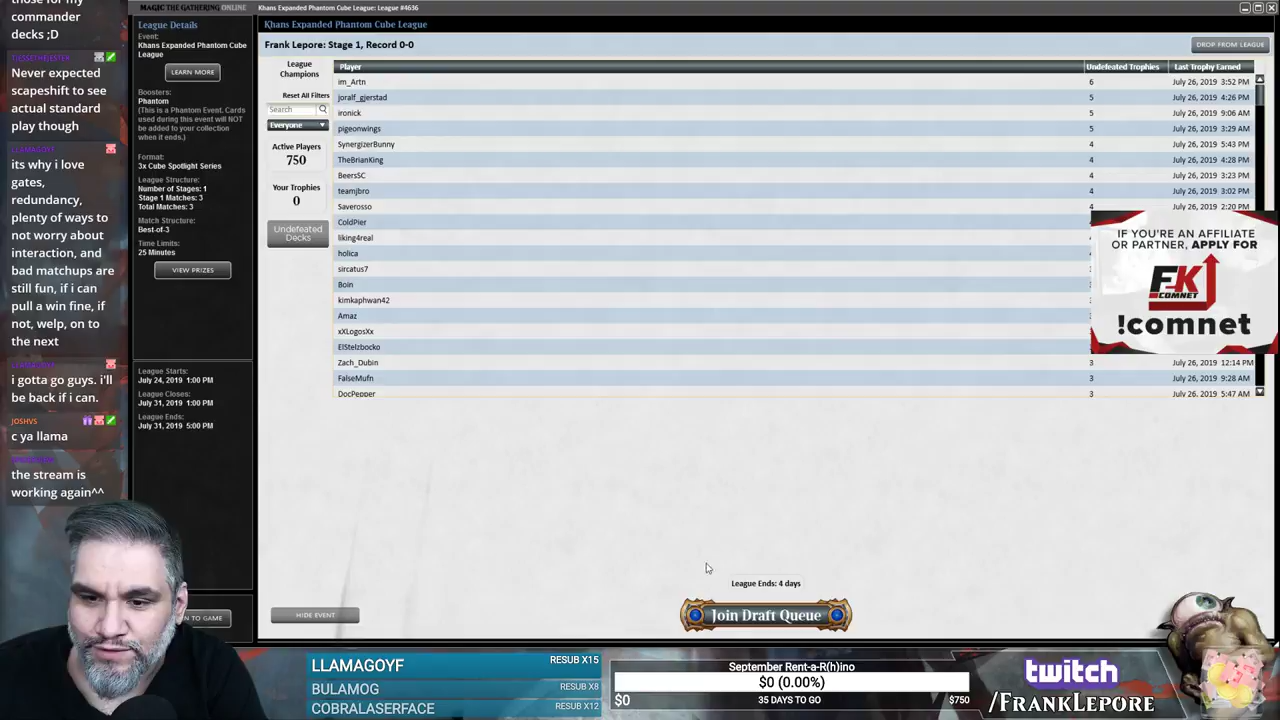 those for my
commander
decks ;D
TIESSTHEJESTER
Never expected
scapeshift to see
actual standard
play though
LLAMAGOYF
its why i love
gates,
redundancy,
plenty of ways to
not worry about
interaction, and
bad matchups are
still fun, if i can
pull a win fine, if
not, welp, on to
the next
LLAMAGOYF
i gotta go guys. i'll
be back if i can.
JOSHVS
c ya llama
the stream is
working again^^
MAGIC THE GATHERING ONLINE
Khans Expanded Phantom Cube League: League #4636
League Details
Event:
Khans Expanded Phantom Cube
League
LEARN MORE
Boosters:
Phantom
(This is a Phantom Event. Cards
used during this event will NOT
be added to your collection
when it ends.)
Format:
3x Cube Spotlight Series
League Structure:
Number of Stages: 1
Stage 1 Matches: 3
Total Matches: 3
Match Structure:
Best-of-3
Time Limits:
25 Minutes
VIEW PRIZES
League Starts:
July 24, 2019 1:00 PM
League Closes:
July 31, 2019 1:00 PM
League Ends:
July 31, 2019 5:00 PM
TO GAME
Khans Expanded Phantom Cube League
Frank Lepore: Stage 1, Record 0-0
DROP FROM LEAGUE
League
Champions
Reset All Filters
Search
Everyone
Active Players
750
Your Trophies
0
Undefeated
Decks
Player Undefeated Trophies Last Trophy Earned
im_Artn 6 July 26, 2019 3:52 PM
joralf_gjerstad 5 July 26, 2019 4:26 PM
ironick 5 July 26, 2019 9:06 AM
pigeonwings 5 July 26, 2019 3:29 AM
SynergizerBunny 4 July 26, 2019 5:43 PM
TheBrianKing 4 July 26, 2019 4:28 PM
BeersSC 4 July 26, 2019 3:23 PM
teamjbro 4 July 26, 2019 3:02 PM
Saverosso 4 July 26, 2019 2:20 PM
ColdPier
liking4real
holica
sircatus7
Boin
kimkaphwan42
Amaz
xXLogosXx
ElStelzbocko
Zach_Dubin 3 July 26, 2019 12:14 PM
FalseMufn 3 July 26, 2019 9:28 AM
DocPepper 3 July 26, 2019 5:47 AM
IF YOU'RE AN AFFILIATE
OR PARTNER, APPLY FOR
F2K
.COMNET
!comnet
League Ends: 4 days
HIDE EVENT
Join Draft Queue
LLAMAGOYF RESUB X15
BULAMOG RESUB X8
COBRALASERFACE RESUB X12
September Rent-a-R(h)ino
$0 (0.00%)
$0 35 DAYS TO GO $750
twitch
/FRANKLEPORE